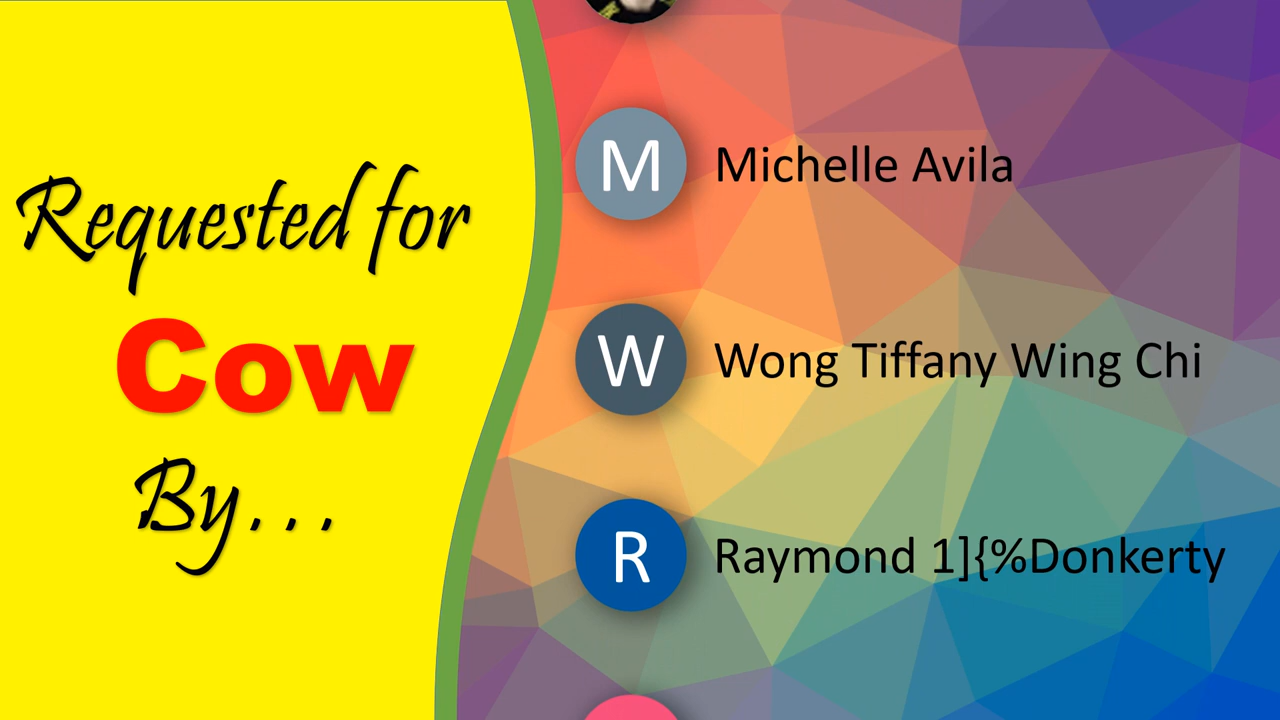 Requested for
Cow
By...
M
Michelle Avila
W
Wong Tiffany Wing Chi
R
Raymond 1]{%Donkerty